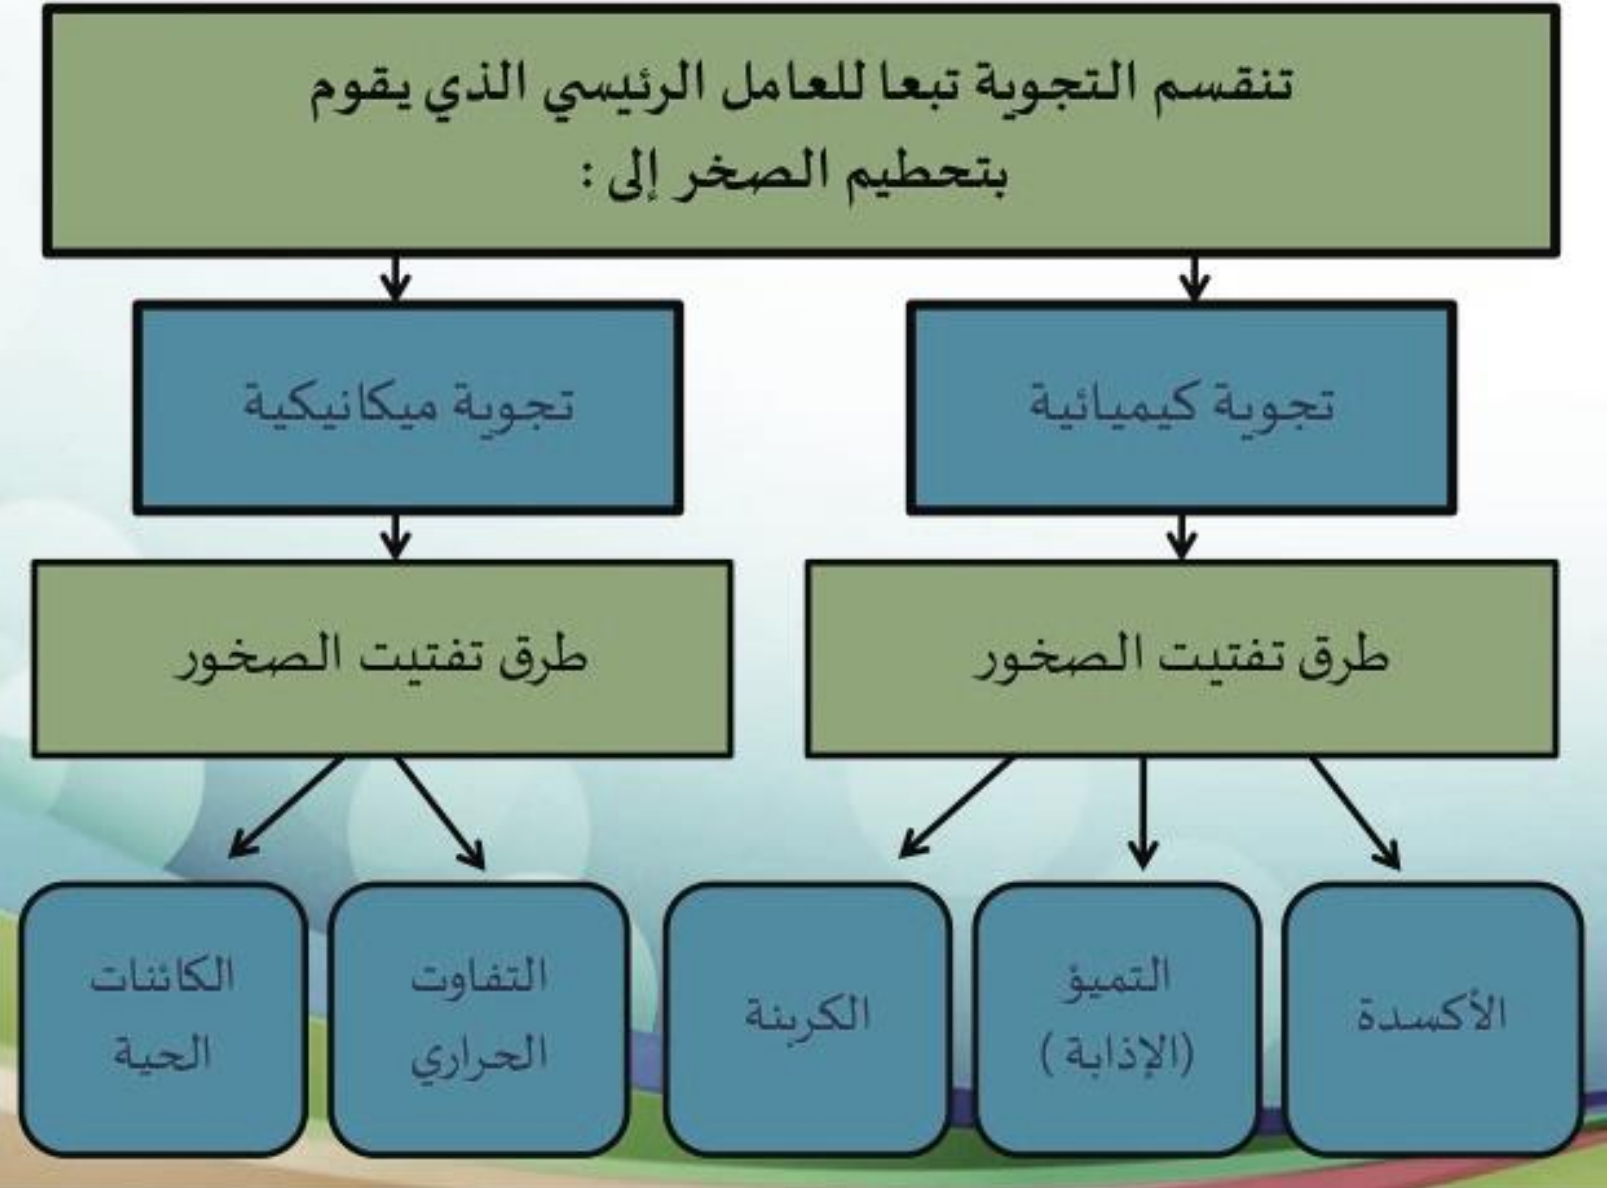 تنقسم التجوية تبعا للعامل الرئيسي الذي يقوم
بتحطيم الصخر إلى :
تجوية كيميائية
تجوية ميكانيكية
طرق تفتيت الصخور
طرق تفتيت الصخور
الأكسدة
التميؤ
(الإذابة )
الكربنة
التفاوت
الحراري
الكائنات
الحية